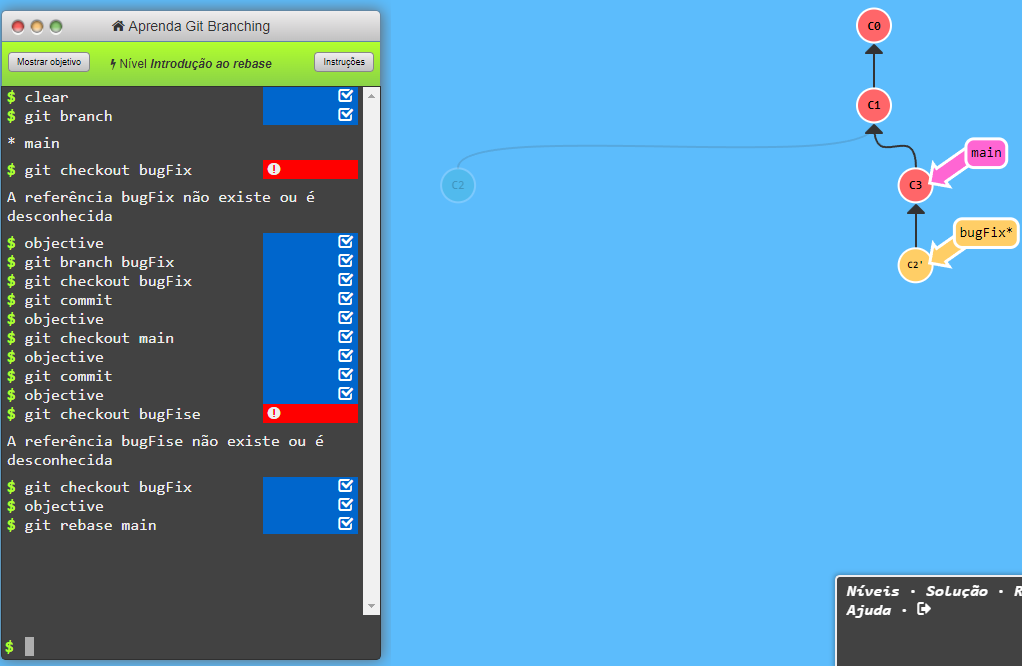 Aprenda Git Branching
Mostrar objetivo
Nível Introdução ao rebase
Instruções
$ clear
$ git branch
* main
$ git checkout bugFix
A referência bugFix não existe ou é
desconhecida
$ objective
$ git branch bugFix
$ git checkout bugFix
$ git commit
$ objective
$ git checkout main
$ objective
$ git commit
$ objective
$ git checkout bugFise
A referência bugFise não existe ou é
desconhecida
$ git checkout bugFix
$ objective
$ git rebase main
$
C0
C1
main
C2
C3
bugFix*
C2'
Níveis · Solução · R
Ajuda ·